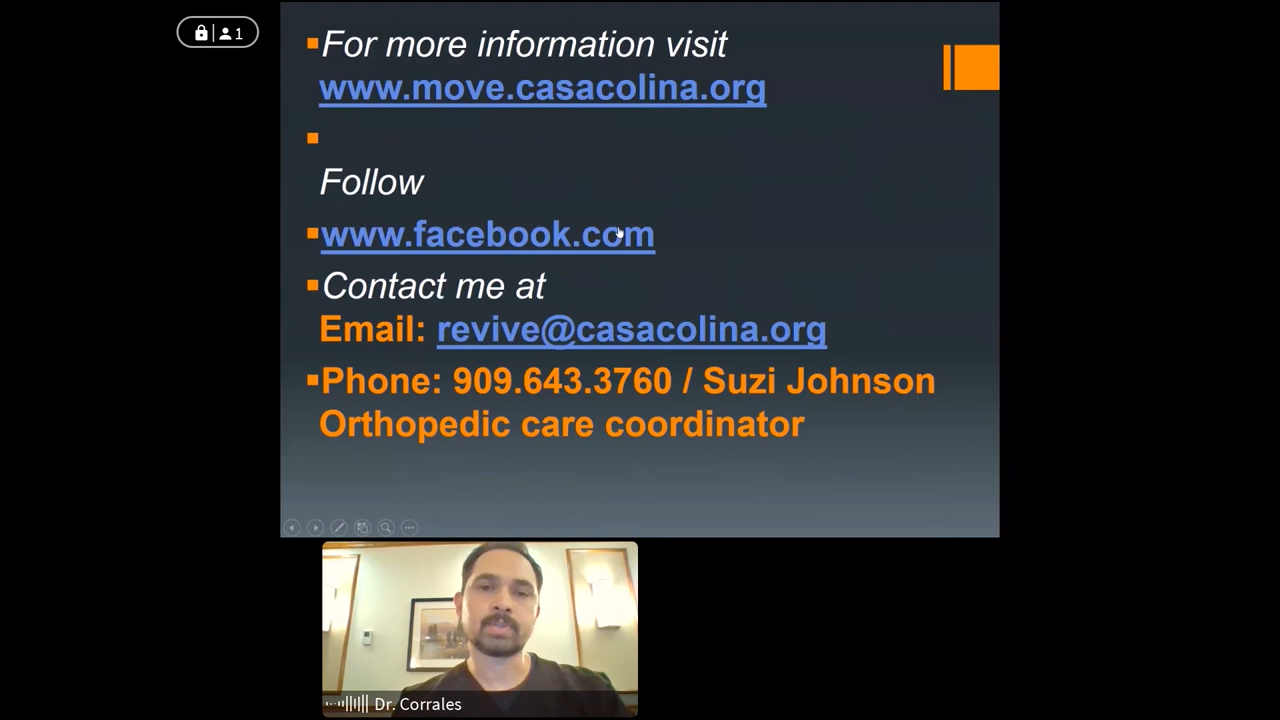 1
For more information visit
www.move.casacolina.org
Follow
www.facebook.com
Contact me at
Email: revive@casacolina.org
Phone: 909.643.3760 / Suzi Johnson
Orthopedic care coordinator
Dr. Corrales